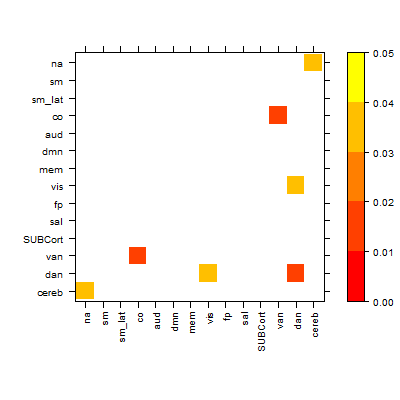 na
sm
sm_lat
co
aud
dmn
mem
vis
fp
sal
SUBCort
van
dan
cereb
na
sm
sm_lat
co
aud
dmn
mem
vis
fp
sal
SUBCort
van
dan
cereb
0.05
0.04
0.03
0.02
0.01
0.00